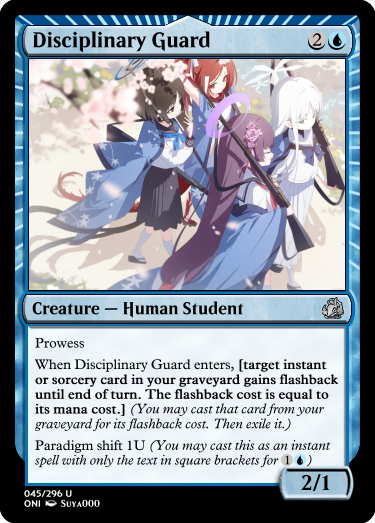 Disciplinary Guard 2U
Creature — Human Student
Prowess
When Disciplinary Guard enters, [target instant
or sorcery card in your graveyard gains flashback
until end of turn. The flashback cost is equal to
its mana cost.] (You may cast that card from your
graveyard for its flashback cost. Then exile it.)
Paradigm shift 1U (You may cast this as an instant
spell with only the text in square brackets for 1 )
2/1
045/296 U
ONI SUYA000